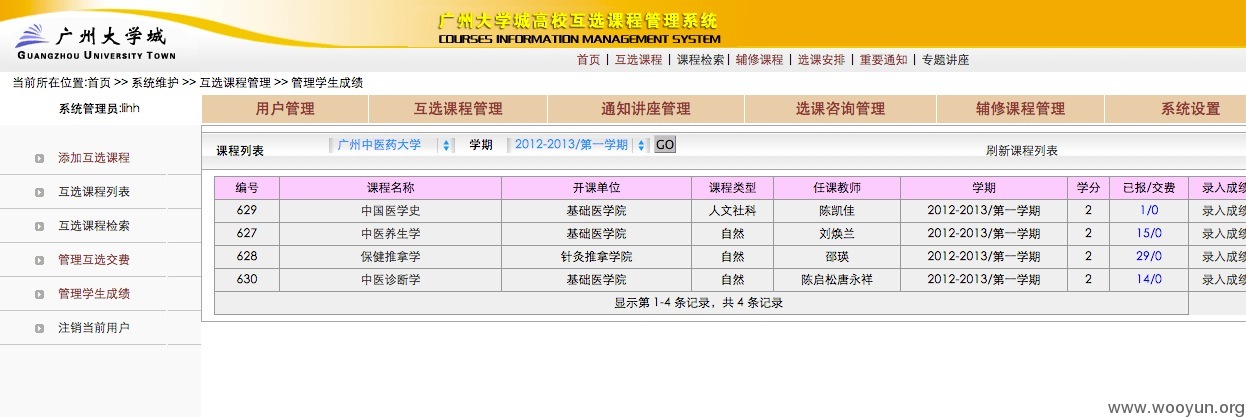 广州大学城
GUANGZHOU UNIVERSITY TOWN
广州大学城高校互选课程管理系统
COURSES INFORMATION MANAGEMENT SYSTEM
首页 | 互选课程 | 课程检索 | 辅修课程 | 选课安排 | 重要通知 | 专题讲座
当前所在位置:首页 >> 系统维护 >> 互选课程管理 >> 管理学生成绩
系统管理员:lihh
用户管理 互选课程管理 通知讲座管理 选课咨询管理 辅修课程管理 系统设置
添加互选课程
互选课程列表
互选课程检索
管理互选交费
管理学生成绩
注销当前用户
课程列表 广州中医药大学 学期 2012-2013/第一学期 GO 刷新课程列表
编号 课程名称 开课单位 课程类型 任课教师 学期 学分 已报/交费 录入成绩
629 中国医学史 基础医学院 人文社科 陈凯佳 2012-2013/第一学期 2 1/0 录入成绩
627 中医养生学 基础医学院 自然 刘焕兰 2012-2013/第一学期 2 15/0 录入成绩
628 保健推拿学 针灸推拿学院 自然 邵瑛 2012-2013/第一学期 2 29/0 录入成绩
630 中医诊断学 基础医学院 自然 陈启松唐永祥 2012-2013/第一学期 2 14/0 录入成绩
显示第 1-4 条记录，共 4 条记录
www.wooyun.org